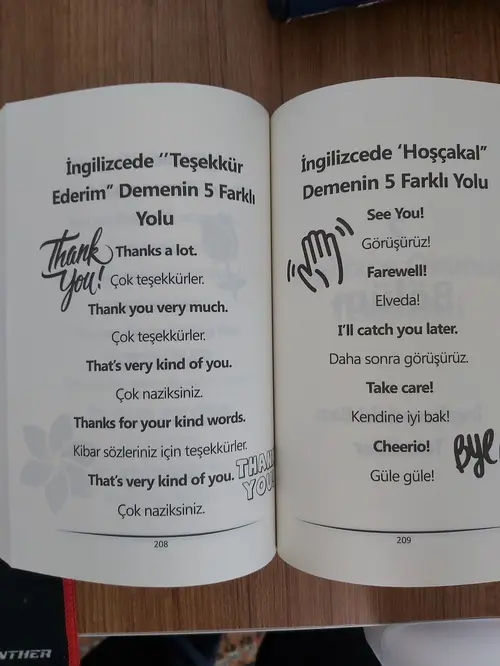 İngilizcede ‘‘Teşekkür
Ederim” Demenin 5 Farklı
Yolu
Thank
You!
Thanks a lot.
Çok teşekkürler.
Thank you very much.
Çok teşekkürler.
That’s very kind of you.
Çok naziksiniz.
Thanks for your kind words.
Kibar sözleriniz için teşekkürler.
That’s very kind of you.
Çok naziksiniz.
THANK
YOU
208
İngilizcede ‘Hoşçakal”
Demenin 5 Farklı Yolu
See You!
Görüşürüz!
Farewell!
Elveda!
I’ll catch you later.
Daha sonra görüşürüz.
Take care!
Kendine iyi bak!
Cheerio!
Güle güle!
BYE
209
NTHER